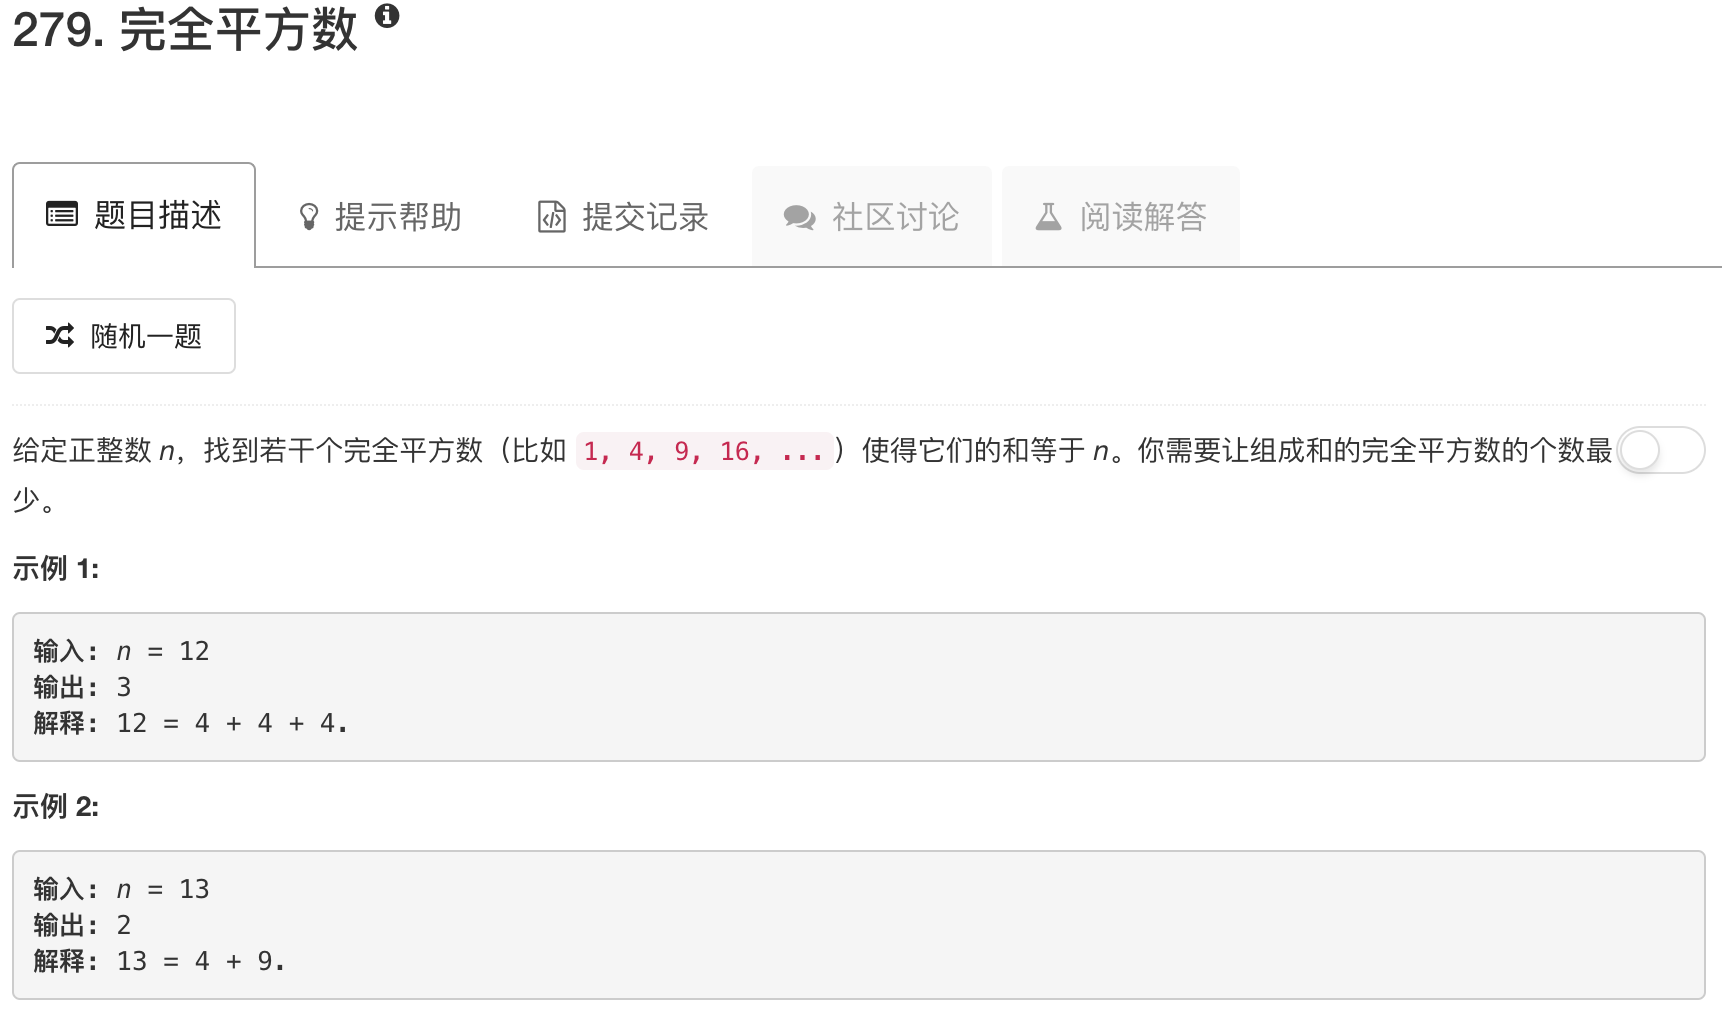 279. 完全平方数
题目描述 提示帮助 提交记录 社区讨论 阅读解答
随机一题
给定正整数 n，找到若干个完全平方数（比如 1, 4, 9, 16, ...）使得它们的和等于 n。你需要让组成和的完全平方数的个数最
少。
示例 1:
输入: n = 12
输出: 3
解释: 12 = 4 + 4 + 4.
示例 2:
输入: n = 13
输出: 2
解释: 13 = 4 + 9.